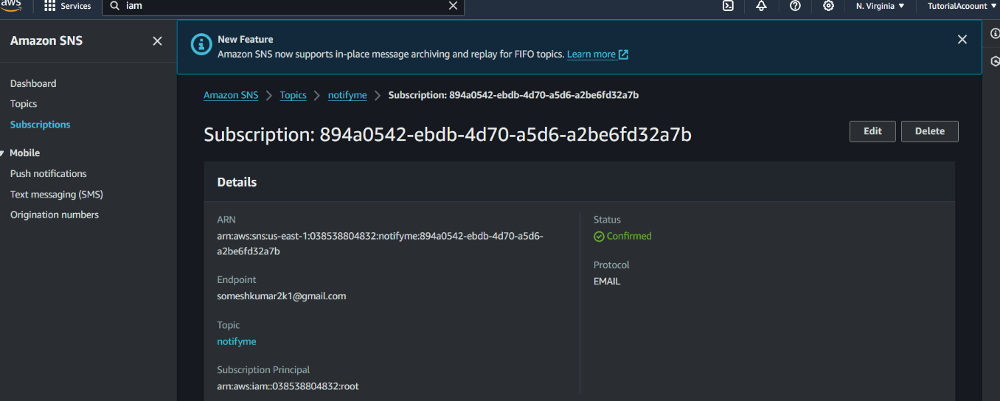 aws Services iam N. Virginia TutorialAcoount
Amazon SNS
New Feature
Amazon SNS now supports in-place message archiving and replay for FIFO topics. Learn more
Dashboard
Topics
Subscriptions
Mobile
Push notifications
Text messaging (SMS)
Origination numbers
Amazon SNS > Topics > notifyme > Subscription: 894a0542-ebdb-4d70-a5d6-a2be6fd32a7b
Subscription: 894a0542-ebdb-4d70-a5d6-a2be6fd32a7b
Edit Delete
Details
ARN
arn:aws:sns:us-east-1:038538804832:notifyme:894a0542-ebdb-4d70-a5d6-
a2be6fd32a7b
Endpoint
someshkumar2k1@gmail.com
Topic
notifyme
Subscription Principal
arn:aws:iam::038538804832:root
Status
Confirmed
Protocol
EMAIL